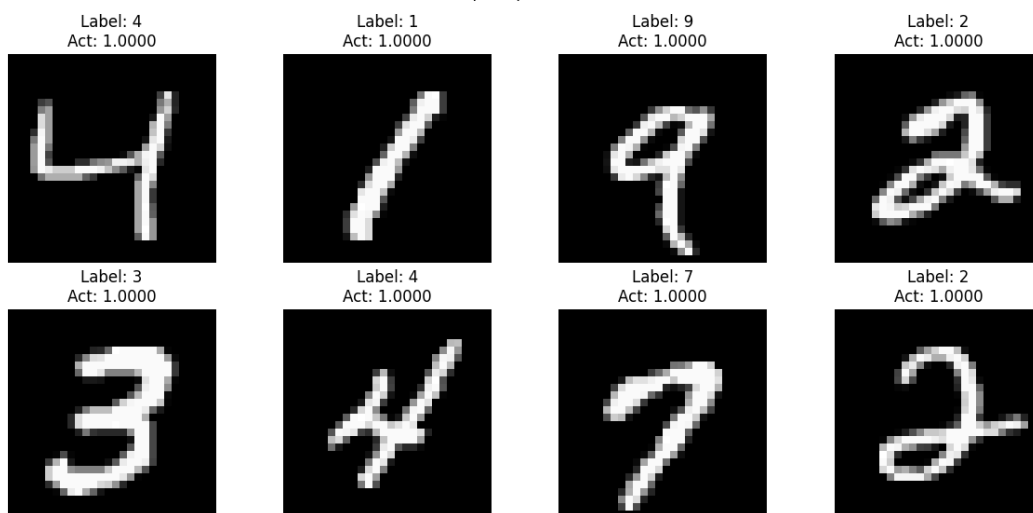 Label: 4 Label: 1 Label: 9 Label: 2
Act: 1.0000 Act: 1.0000 Act: 1.0000 Act: 1.0000
4 1 9 2
Label: 3 Label: 4 Label: 7 Label: 2
Act: 1.0000 Act: 1.0000 Act: 1.0000 Act: 1.0000
3 4 7 2